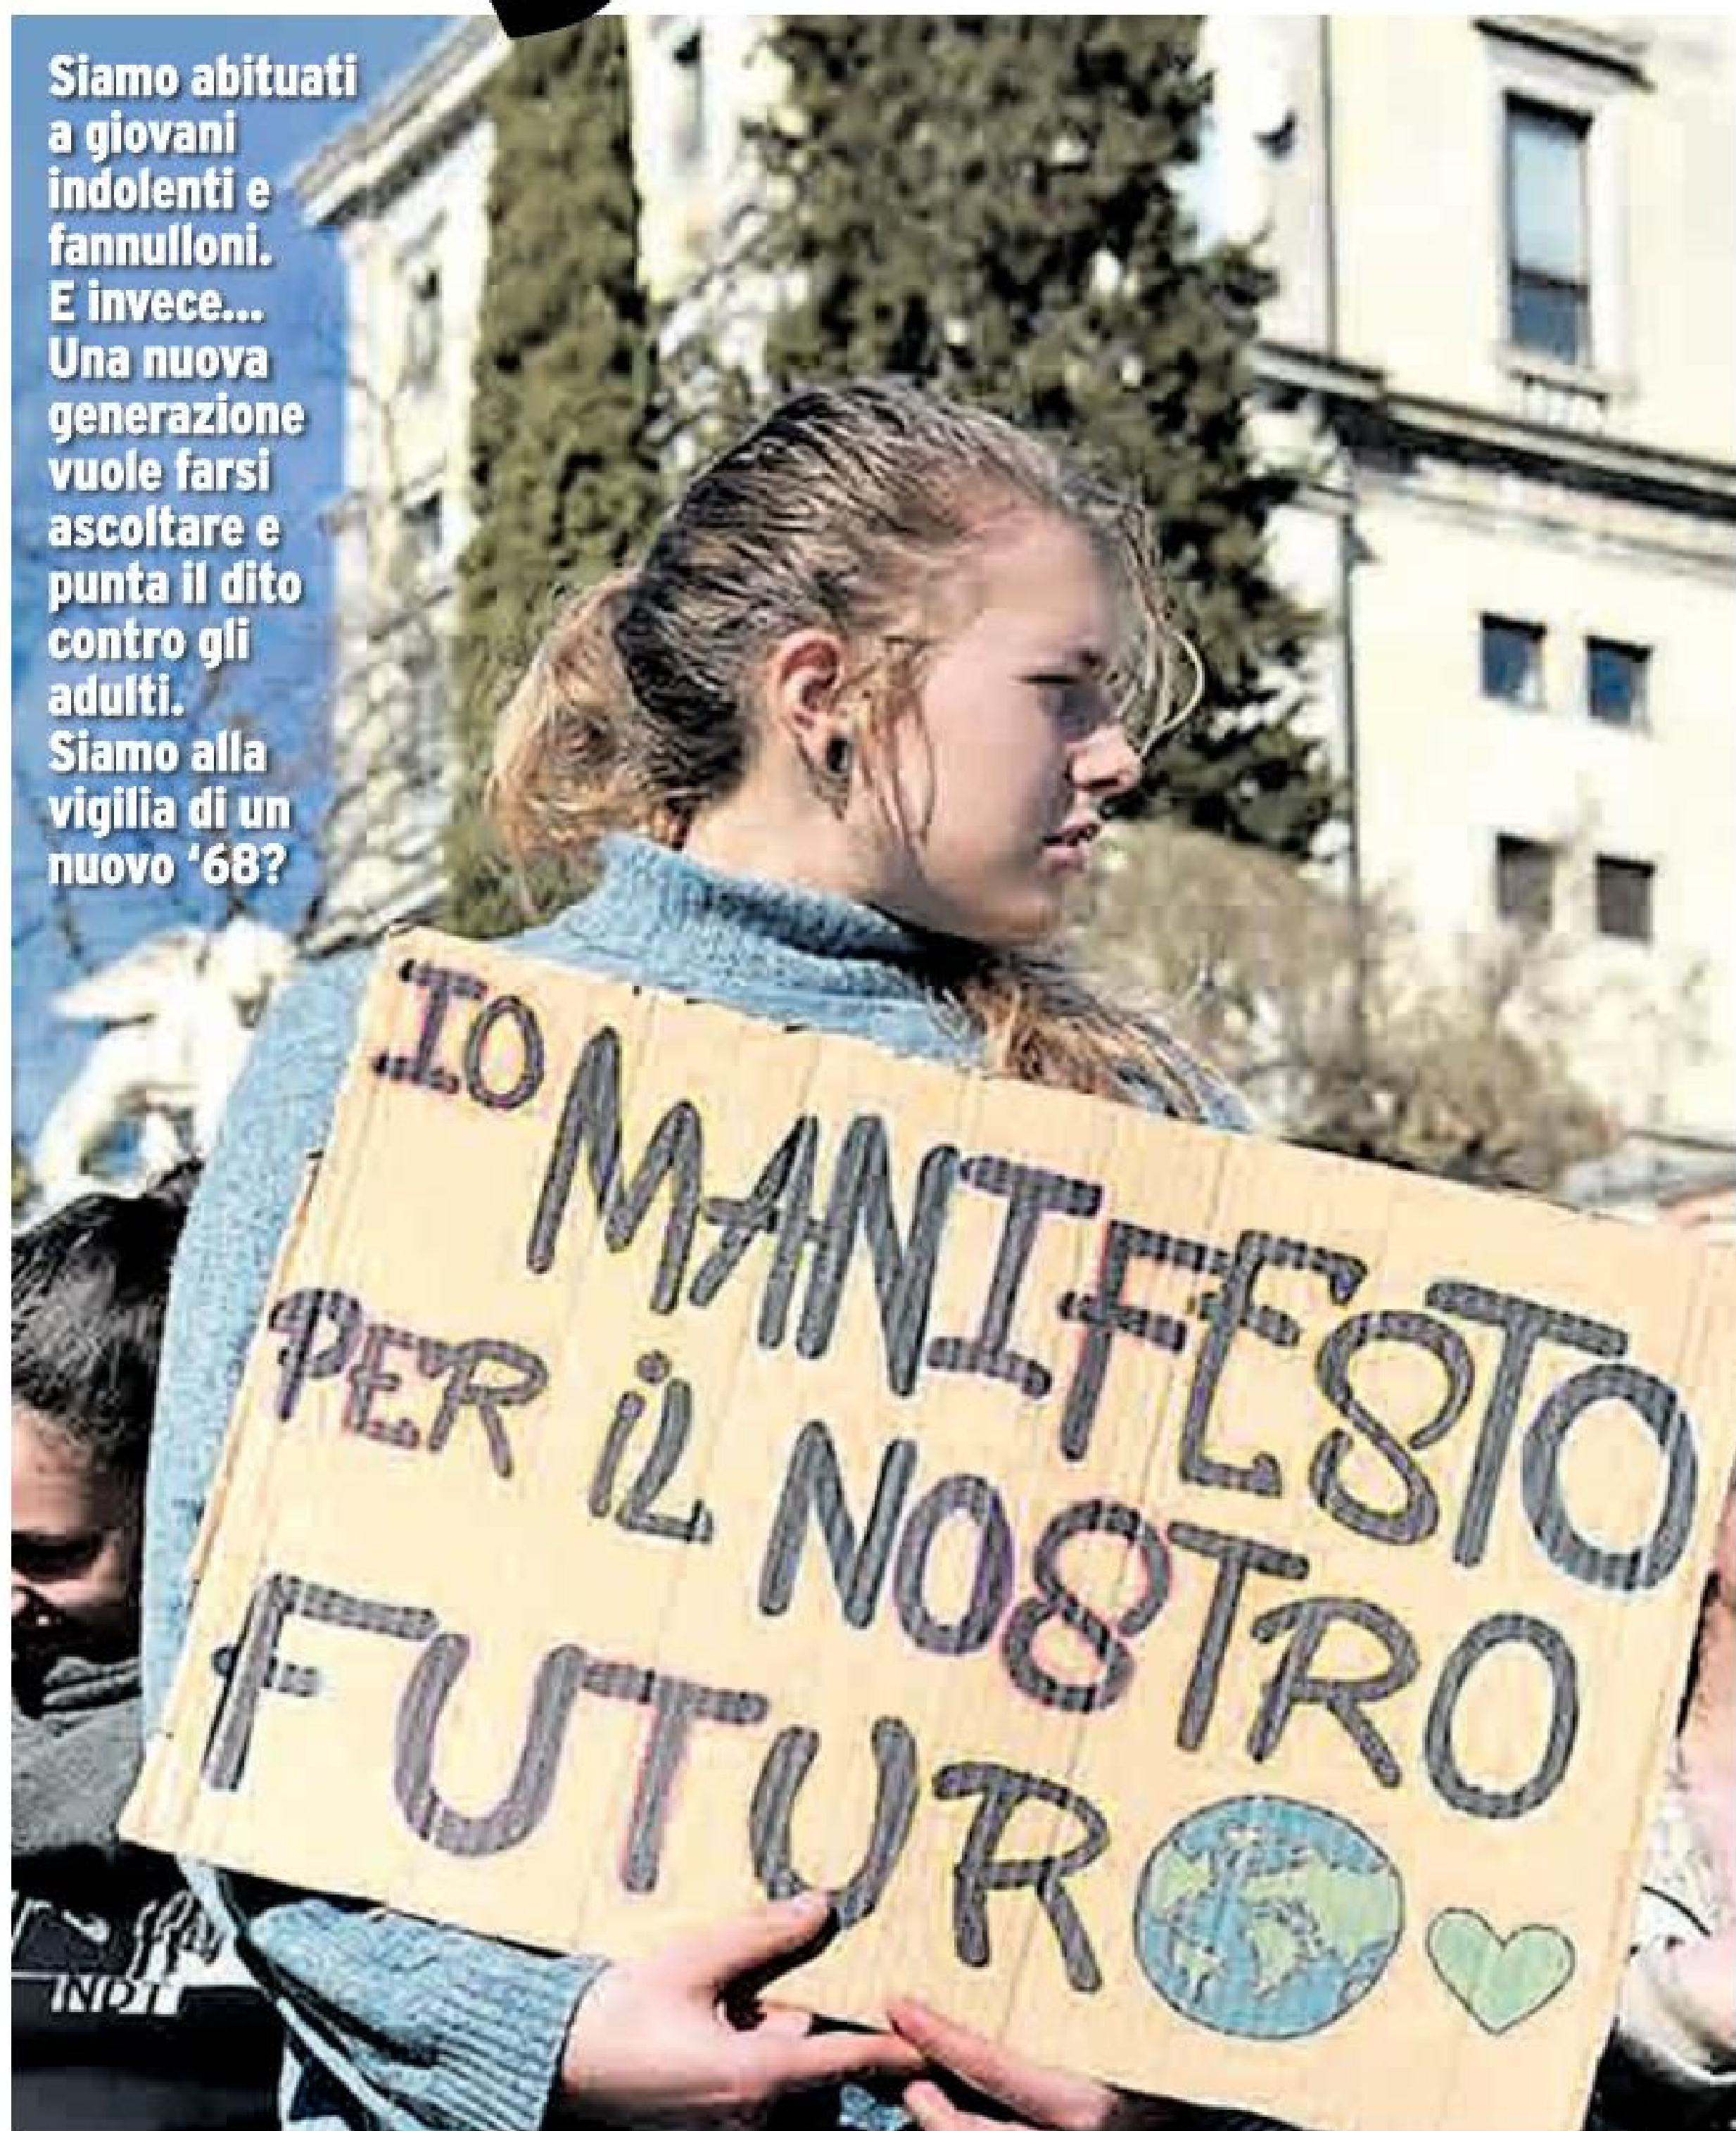 Siamo abituati
a giovani
indolenti e
fannulloni.
E invece...
Una nuova
generazione
vuole farsi
ascoltare e
punta il dito
contro gli
adulti.
Siamo alla
vigilia di un
nuovo ‘68?
IO MANIFESTO
PER IL NOSTRO
FUTUR